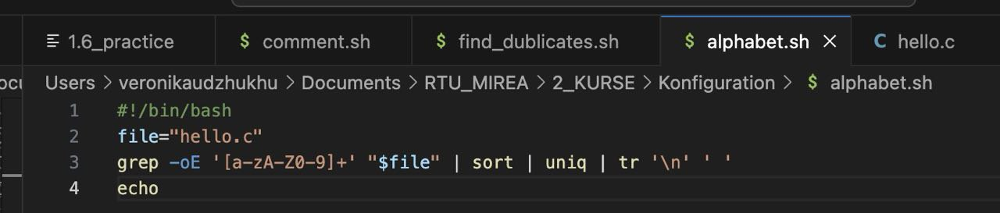 1.6_practice $ comment.sh $ find_dublicates.sh $ alphabet.sh × C hello.c
Users > veronikaudzhukhu > Documents > RTU_MIREA > 2_KURSE > Konfiguration > $ alphabet.sh
1 #!/bin/bash
2 file="hello.c"
3 grep -oE '[a-zA-Z0-9]+' "$file" | sort | uniq | tr '\n' ' '
4 echo